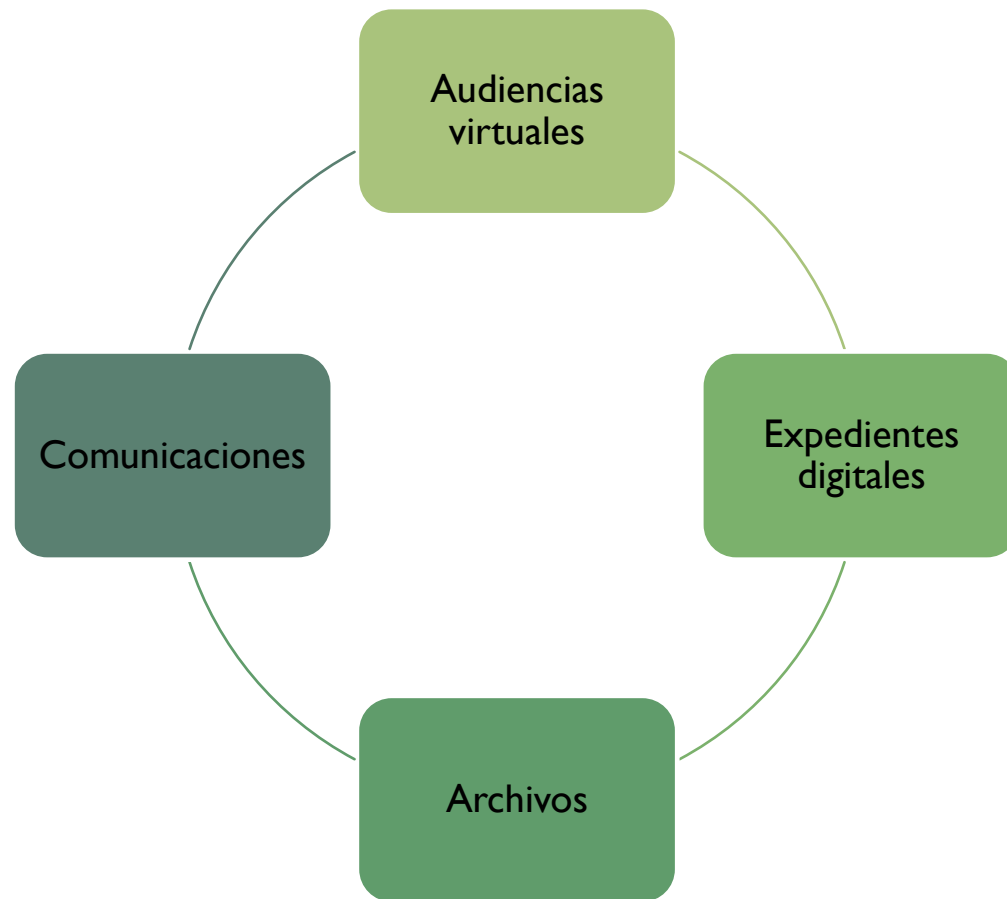 Audiencias
virtuales
Expedientes
digitales
Archivos
Comunicaciones